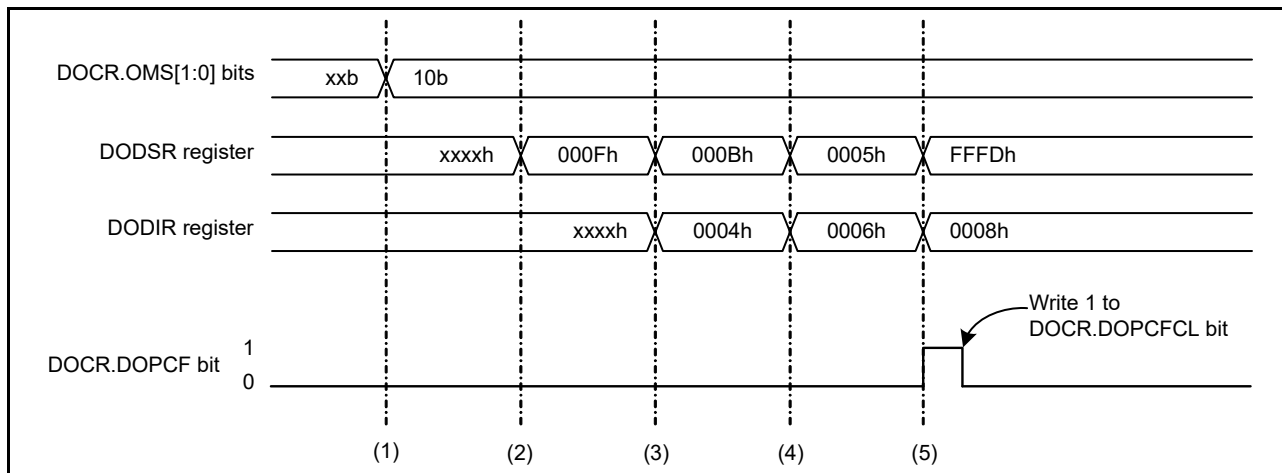 DOCR.OMS[1:0] bits xxb 10b
DODSR register xxxxh 000Fh 000Bh 0005h FFFDh
DODIR register xxxxh 0004h 0006h 0008h
Write 1 to
DOCR.DOPCFCL bit
DOCR.DOPCF bit 1
0
(1) (2) (3) (4) (5)